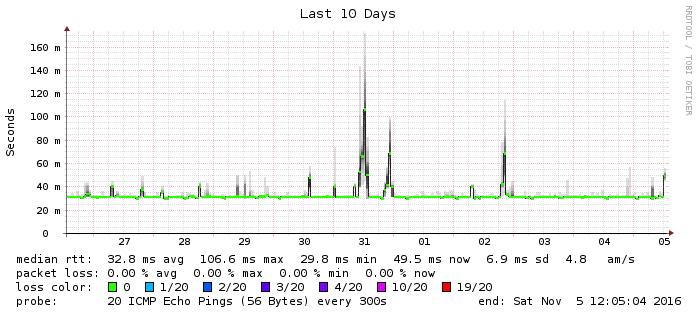 Last 10 Days
RRDTOOL / TOBI OETIKER
Seconds
160 m
140 m
120 m
100 m
80 m
60 m
40 m
20 m
0
27 28 29 30 31 01 02 03 04 05
median rtt: 32.8 ms avg 106.6 ms max 29.8 ms min 49.5 ms now 6.9 ms sd 4.8 am/s
packet loss: 0.00 % avg 0.00 % max 0.00 % min 0.00 % now
loss color: 0 1/20 2/20 3/20 4/20 10/20 19/20
probe: 20 ICMP Echo Pings (56 Bytes) every 300s end: Sat Nov 5 12:05:04 2016